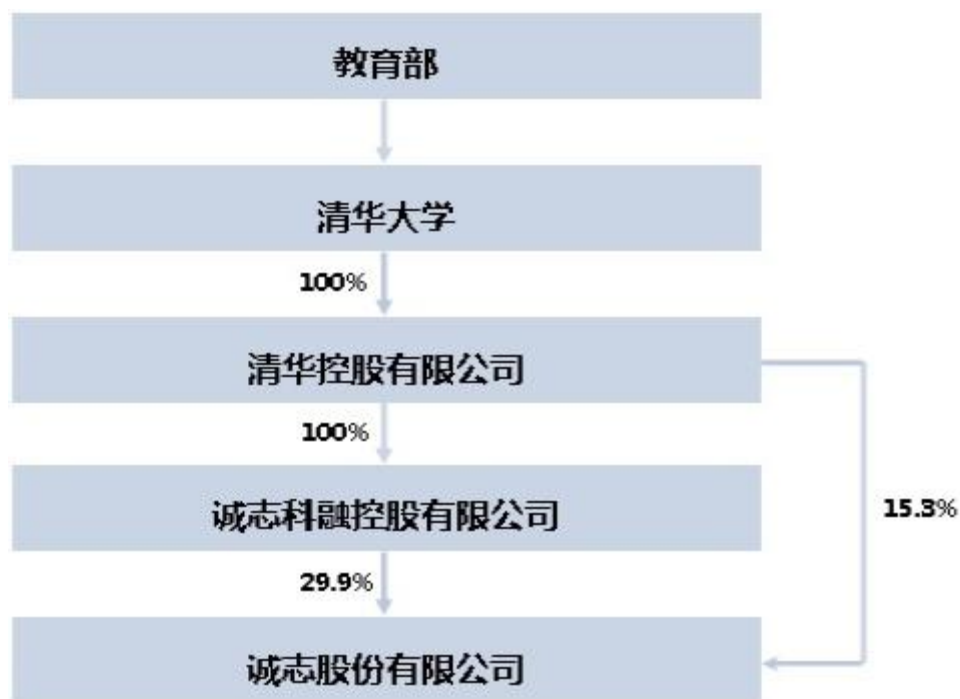 教育部
清华大学
100%
清华控股有限公司
100%
诚志科融控股有限公司
15.3%
29.9%
诚志股份有限公司